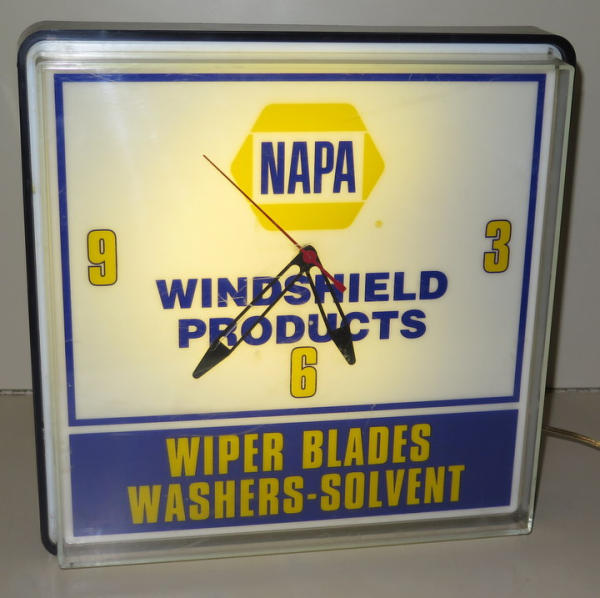 NAPA
9
3
WINDSHIELD
PRODUCTS
6
WIPER BLADES
WASHERS-SOLVENT